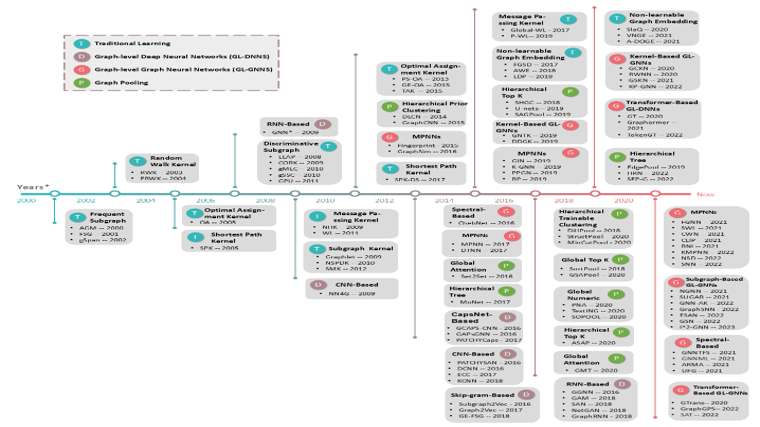 T Traditional Learning
D Graph-level Deep Neural Networks (GL-DNNS)
G Graph-level Graph Neural Networks (GL-GNNS)
P Graph Pooling
Years+
2000
2002
2004
2006
2008
2010
2012
2014
2016
2018
2020
Now
Random
Walk Kernel
T
RWK -- 2003
ERWK -- 2004
RNN-Based D
GNN* -- 2009
Discriminative
Subgraph
T
LEAP -- 2008
CORK -- 2009
gMLC -- 2010
gSSC -- 2010
GPU -- 2011
Optimal Assign-
ment Kernel
T
PS-OA -- 2013
GE-OA -- 2015
TAK -- 2015
Hierarchical Prior
Clustering
P
DLCN -- 2014
GraphCNN -- 2015
MPNNs
G
Fingerprint -- 2015
GraphSim -- 2016
Shortest Path
Kernel
T
SPK-DS -- 2017
Message Pa-
ssing Kernel
T
Global-WL -- 2017
P-WL-- 2019
Non-learnable
Graph Embedding
T
FGSD -- 2017
AWE -- 2018
LDP -- 2019
Hierarchical
Top K
P
SHGC -- 2018
U-nets -- 2019
SAGPool -- 2019
Kernel-Based GL-
GNNs
G
GNTK -- 2019
DDGK -- 2019
MPNNs
G
GIN -- 2019
K-GNN -- 2019
PPGN -- 2019
RP -- 2019
Non-learnable
Graph Embedding
T
SlaQ -- 2020
VNGE -- 2021
A-DOGE -- 2021
Kernel-Based GL-
GNNs
G
GCKN -- 2020
RWNN -- 2020
GSKN -- 2021
KP-GNN -- 2022
Transformer-Based
GL-DNNs
D
GT -- 2020
Graphormer --
2021
TokenGT -- 2022
Hierarchical
Tree
P
EdgePool -- 2019
HRN -- 2022
SEP-G -- 2022
Frequent
Subgraph
T
AGM -- 2000
FSG -- 2001
gSpan -- 2002
Optimal Assign-
ment Kernel
T
OA -- 2005
Shortest Path
Kernel
T
SPK -- 2005
Message Pa-
ssing Kernel
NHK -- 2009
WL -- 2011
Subgraph Kernel
T
Graphlet -- 2009
NSPDK -- 2010
SMK -- 2012
CNN-Based
D
NN4G -- 2009
Spectral-
Based
G
ChebNet -- 2016
MPNNs
G
MPNN -- 2017
DTNN -- 2017
Global
Attention
P
Set2Set -- 2016
Hierarchical
Tree
P
MoNet -- 2017
CapsNet-
Based
D
GCAPS-CNN -- 2016
GAPsGNN -- 2016
PATCHYCaps -- 2017
CNN-Based
D
PATCHYSAN -- 2016
DCNN -- 2016
ECC -- 2017
KCNN -- 2018
Skip-gram-Based
D
Subgraph2Vec -- 2016
Graph2Vec -- 2017
GE-FSG -- 2018
Hierarchical
Trainable
Clustering
P
DiffPool -- 2018
StructPool -- 2020
MinCutPool -- 2020
Global Top K
P
SortPool -- 2018
GSAPool -- 2020
Global
Numeric
P
PNA -- 2020
TextING -- 2020
SOPOOL -- 2020
Hierarchical
Top K
P
ASAP -- 2020
Global
Attention
P
GMT -- 2020
RNN-Based
D
GGNN -- 2016
GAM -- 2018
SAN -- 2018
NetGAN -- 2018
GraphRNN -- 2018
G
MPNNs
FGNN -- 2021
SWL -- 2021
CWN -- 2021
CLIP -- 2021
RNI -- 2021
KMPNN -- 2022
NSD -- 2022
SNN -- 2022
Subgraph-Based
GL-GNNs
G
NGNN -- 2021
SUGAR -- 2021
GNN-AK -- 2022
GraphSNN -- 2022
ESAN -- 2022
GSN -- 2022
I^2-GNN -- 2023
G
Spectral-
Based
GNNTFS -- 2021
GNNML -- 2021
ARMA -- 2021
UFG -- 2021
G
Transformer-
Based GL-GNNs
GTrans-- 2020
GraphGPS-- 2022
SAT -- 2022